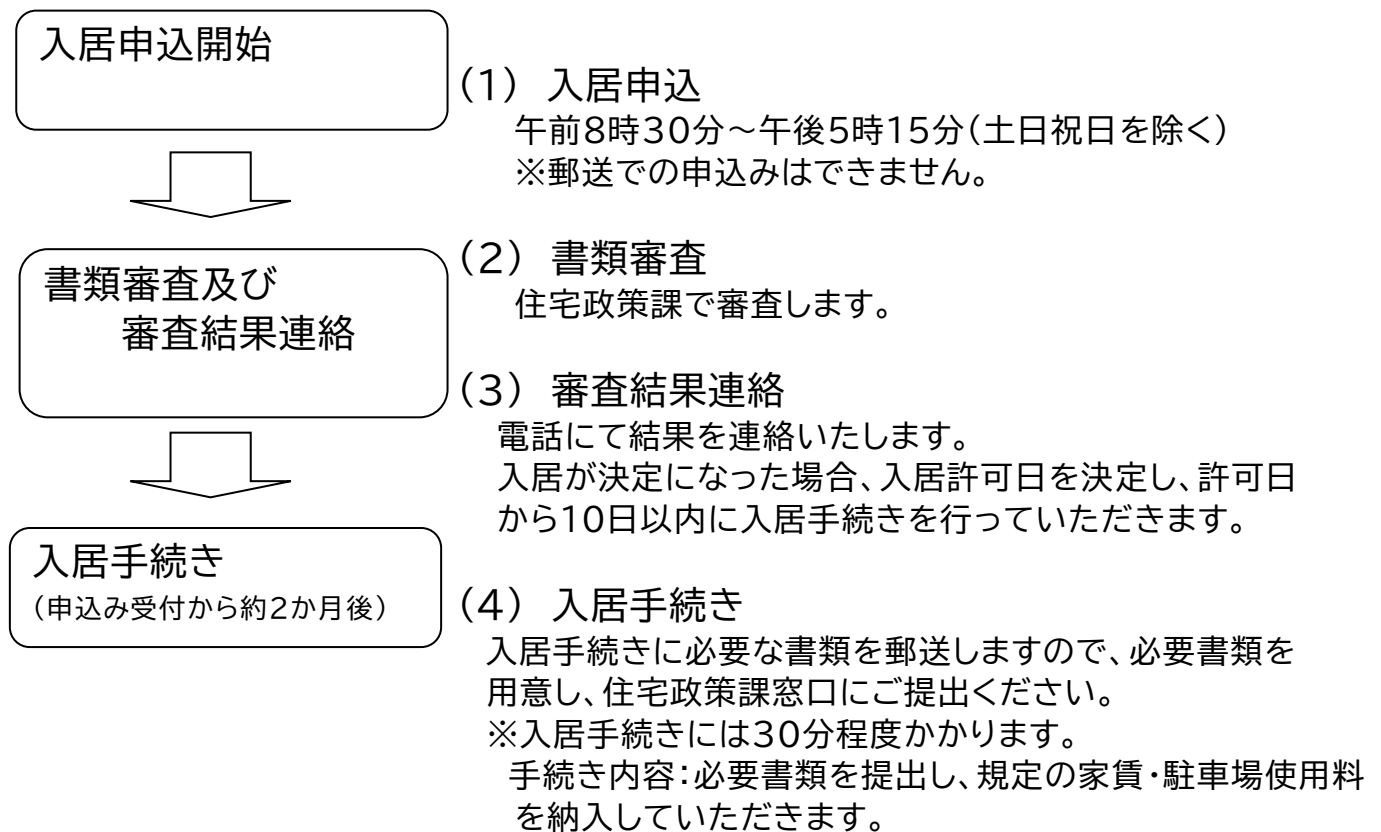 入居申込開始
(1) 入居申込
午前8時30分～午後5時15分(土日祝日を除く)
※郵送での申込みはできません。
書類審査及び
審査結果連絡
(2) 書類審査
住宅政策課で審査します。
(3) 審査結果連絡
電話にて結果を連絡いたします。
入居が決定になった場合、入居許可日を決定し、許可日
から10日以内に入居手続きを行っていただきます。
入居手続き
(申込み受付から約2か月後)
(4) 入居手続き
入居手続きに必要な書類を郵送しますので、必要書類を
用意し、住宅政策課窓口にご提出ください。
※入居手続きには30分程度かかります。
手続き内容:必要書類を提出し、規定の家賃・駐車場使用料
を納入していただきます。